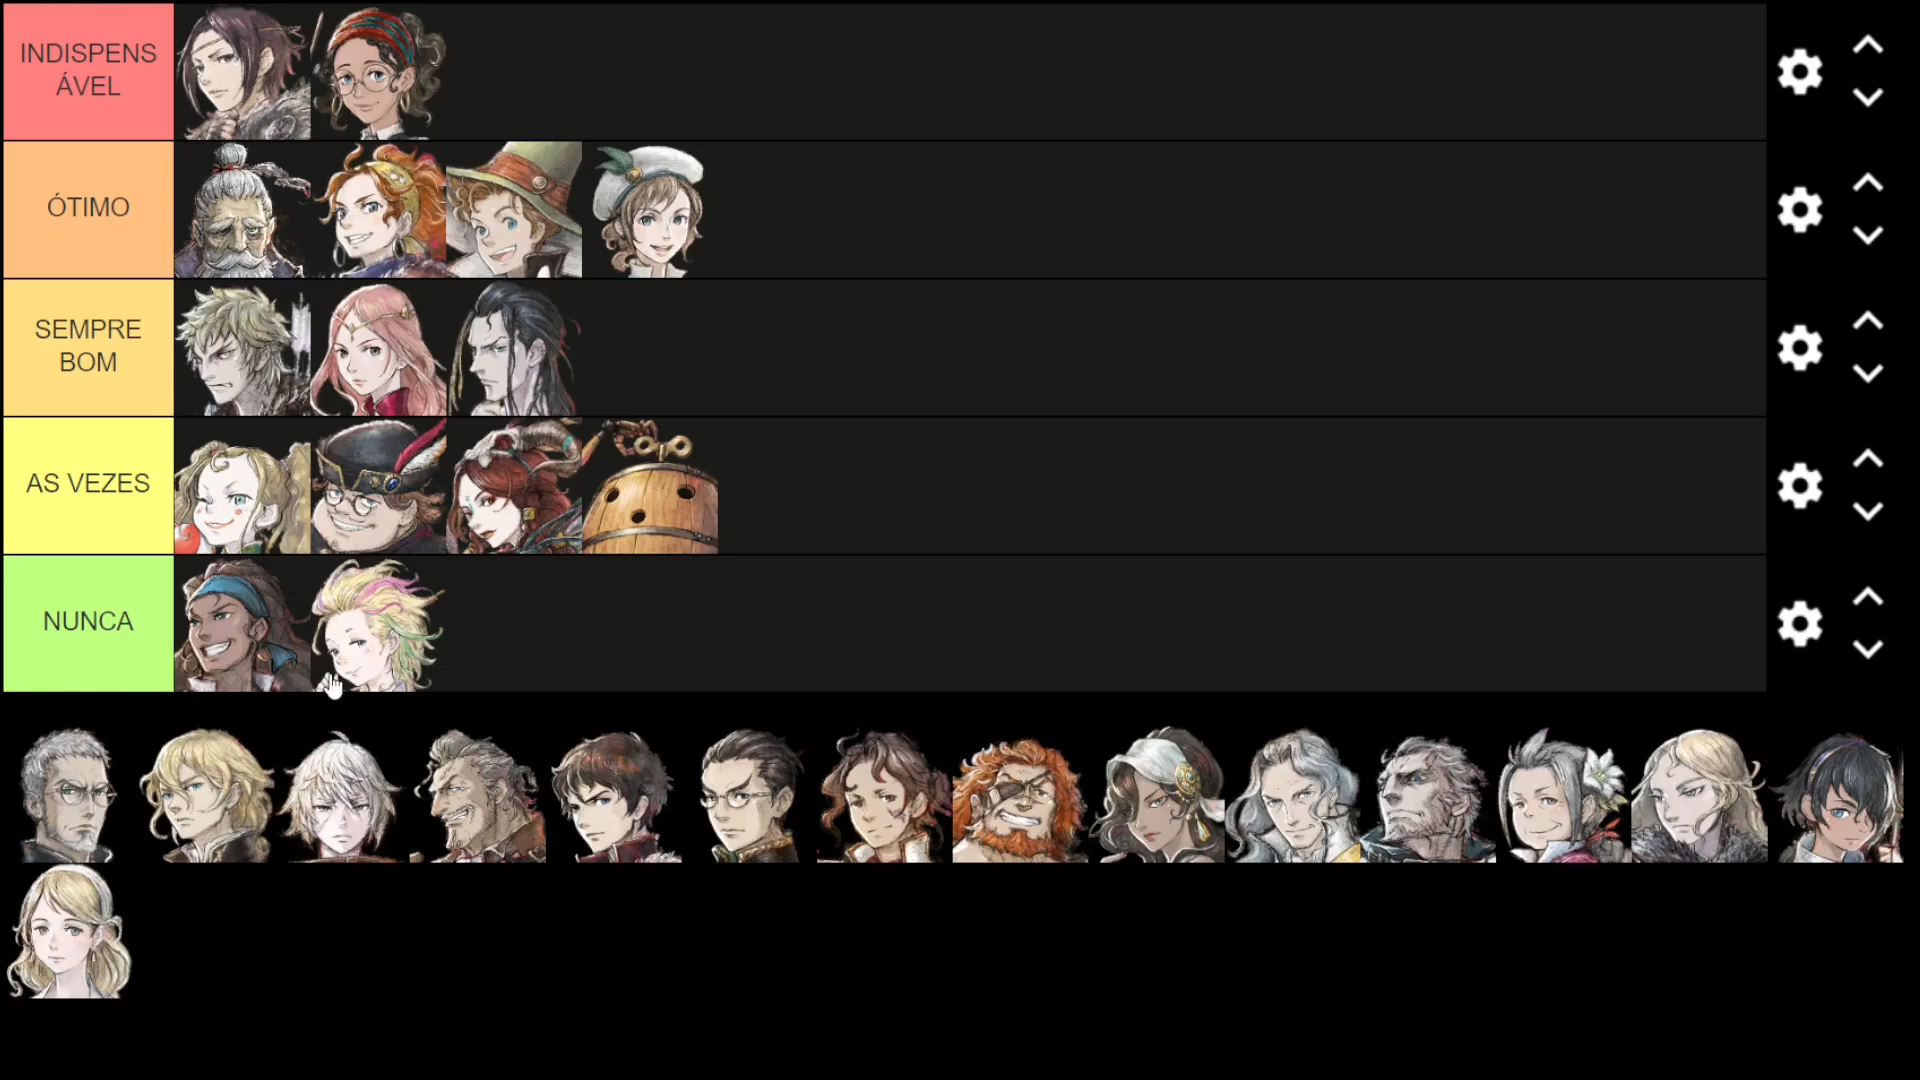 INDISPENS
ÁVEL
ÓTIMO
SEMPRE
BOM
AS VEZES
NUNCA